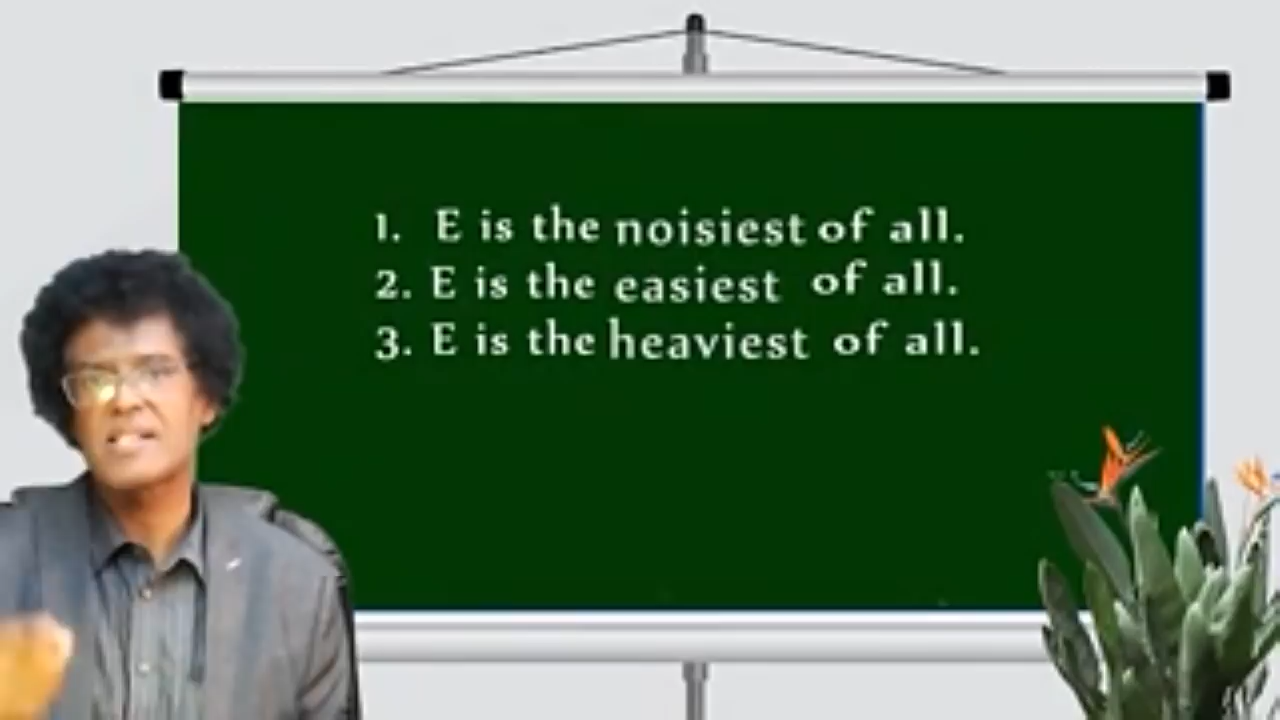 1. E is the noisiest of all.
2. E is the easiest of all.
3. E is the heaviest of all.